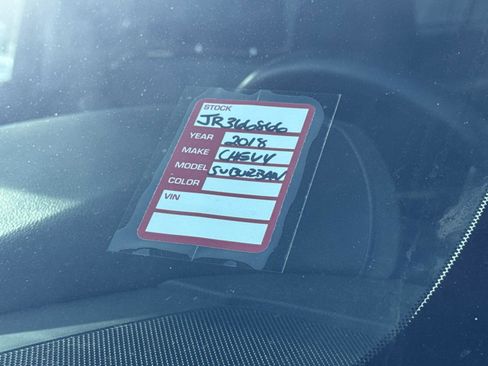 STOCK
JR366866
YEAR 2018
MAKE CHEVY
MODEL SUBURBAN
COLOR
VIN